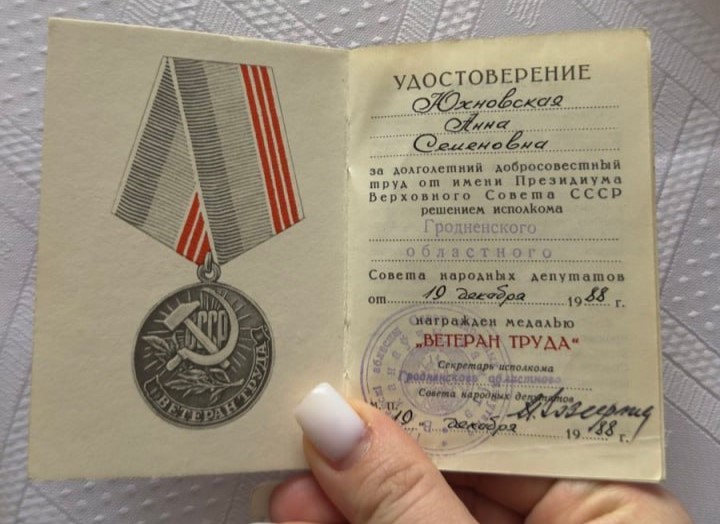 СССР
ВЕТЕРАН ТРУДА
УДОСТОВЕРЕНИЕ
Юхновская
Анна
Семеновна
за долголетний добросовестный
труд от имени Президиума
Верховного Совета СССР
решением исполкома
Гродненского
областного
Совета народных депутатов
от 19 декабря 1988 г.
награжден медалью
„ВЕТЕРАН ТРУДА“
Секретарь исполкома
Гродненского областного
Совета народных депутатов
М. П.
19 декабря 1988 г.